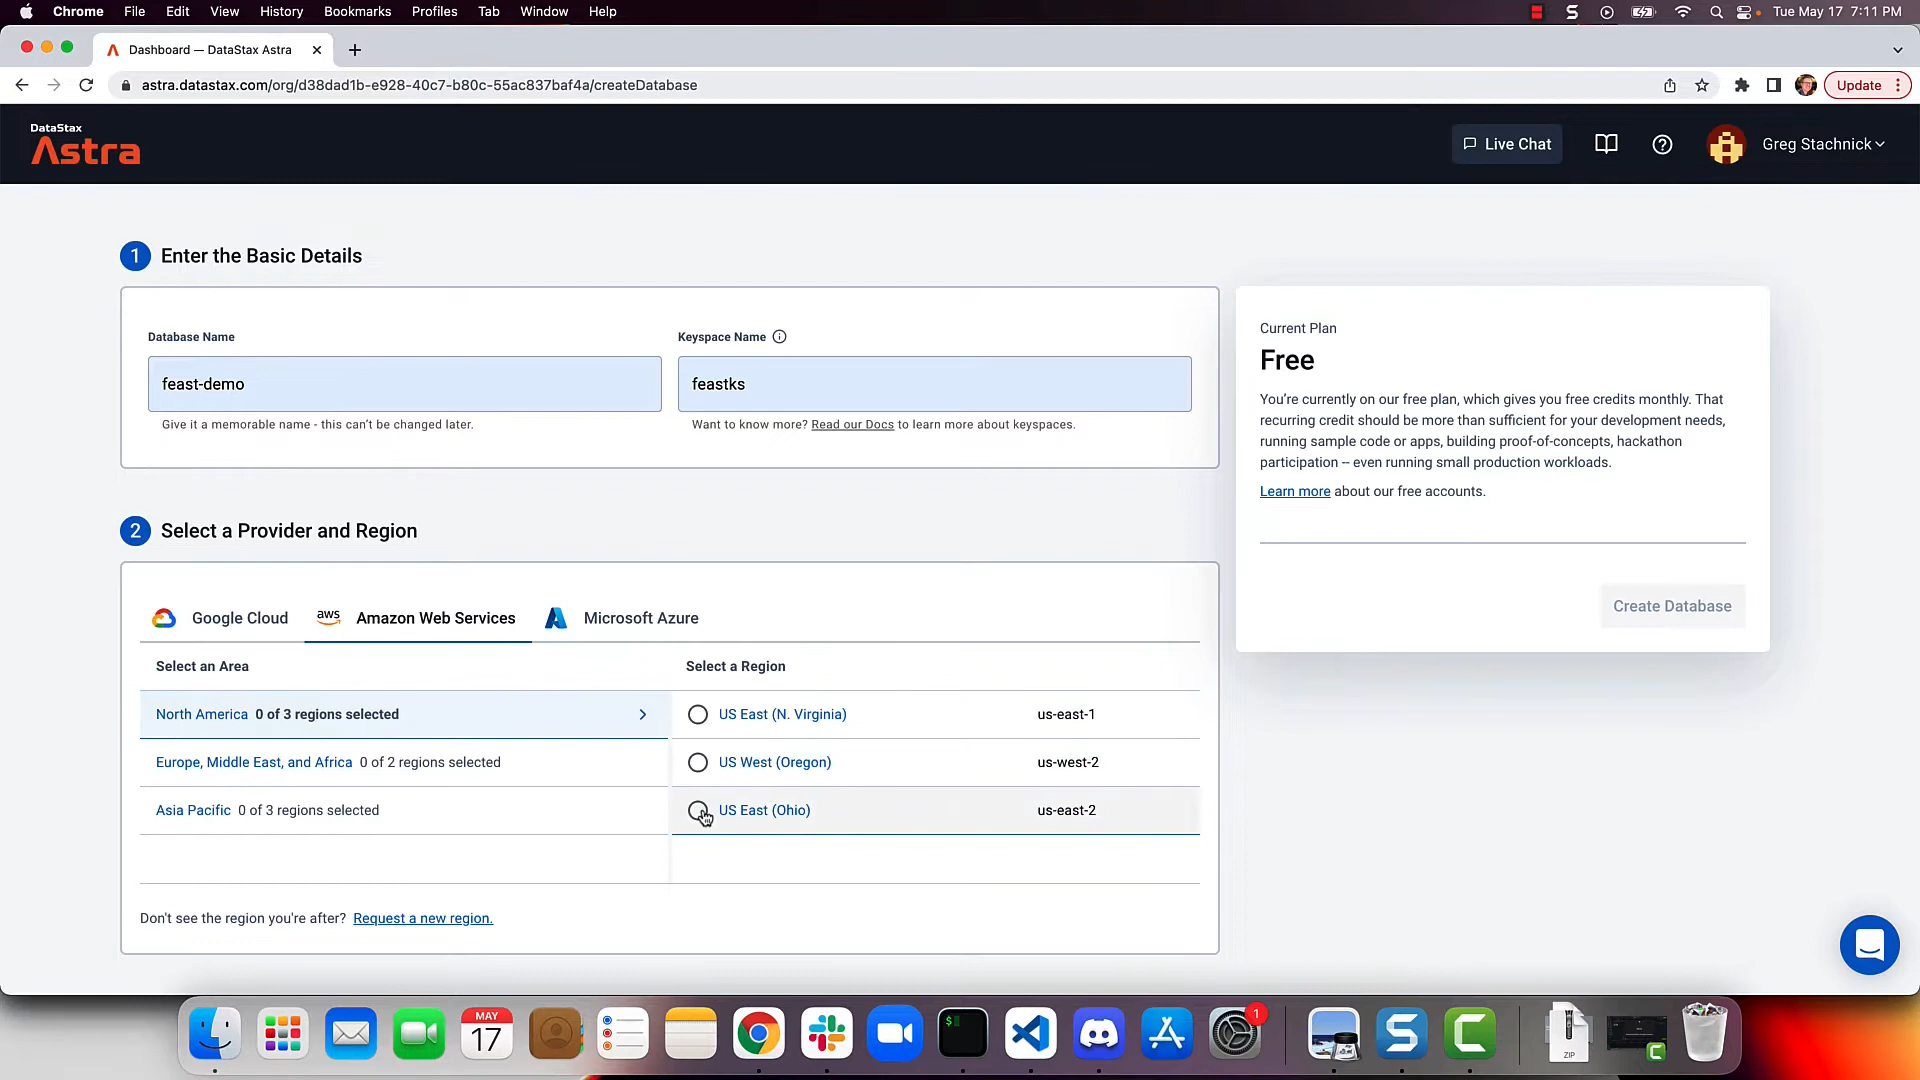 Chrome File Edit View History Bookmarks Profiles Tab Window Help
Tue May 17 7:11 PM
Dashboard — DataStax Astra
astra.datastax.com/org/d38dad1b-e928-40c7-b80c-55ac837baf4a/createDatabase
Update
DataStax
Astra
Live Chat
Greg Stachnick
1 Enter the Basic Details
Database Name
Keyspace Name
feast-demo
feastks
Give it a memorable name - this can't be changed later.
Want to know more? Read our Docs to learn more about keyspaces.
Current Plan
Free
You're currently on our free plan, which gives you free credits monthly. That
recurring credit should be more than sufficient for your development needs,
running sample code or apps, building proof-of-concepts, hackathon
participation -- even running small production workloads.
Learn more about our free accounts.
Create Database
2 Select a Provider and Region
Google Cloud
aws Amazon Web Services
Microsoft Azure
Select an Area
Select a Region
North America 0 of 3 regions selected
US East (N. Virginia) us-east-1
Europe, Middle East, and Africa 0 of 2 regions selected
US West (Oregon) us-west-2
Asia Pacific 0 of 3 regions selected
US East (Ohio) us-east-2
Don't see the region you're after? Request a new region.
MAY
17
$
1
ZIP